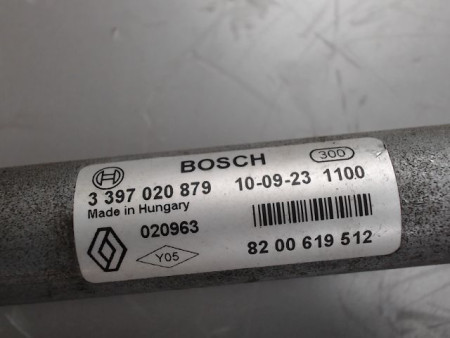 BOSCH 300
3 397 020 879 10-09-23 1100
Made in Hungary
020963
Y05 82 00 619 512